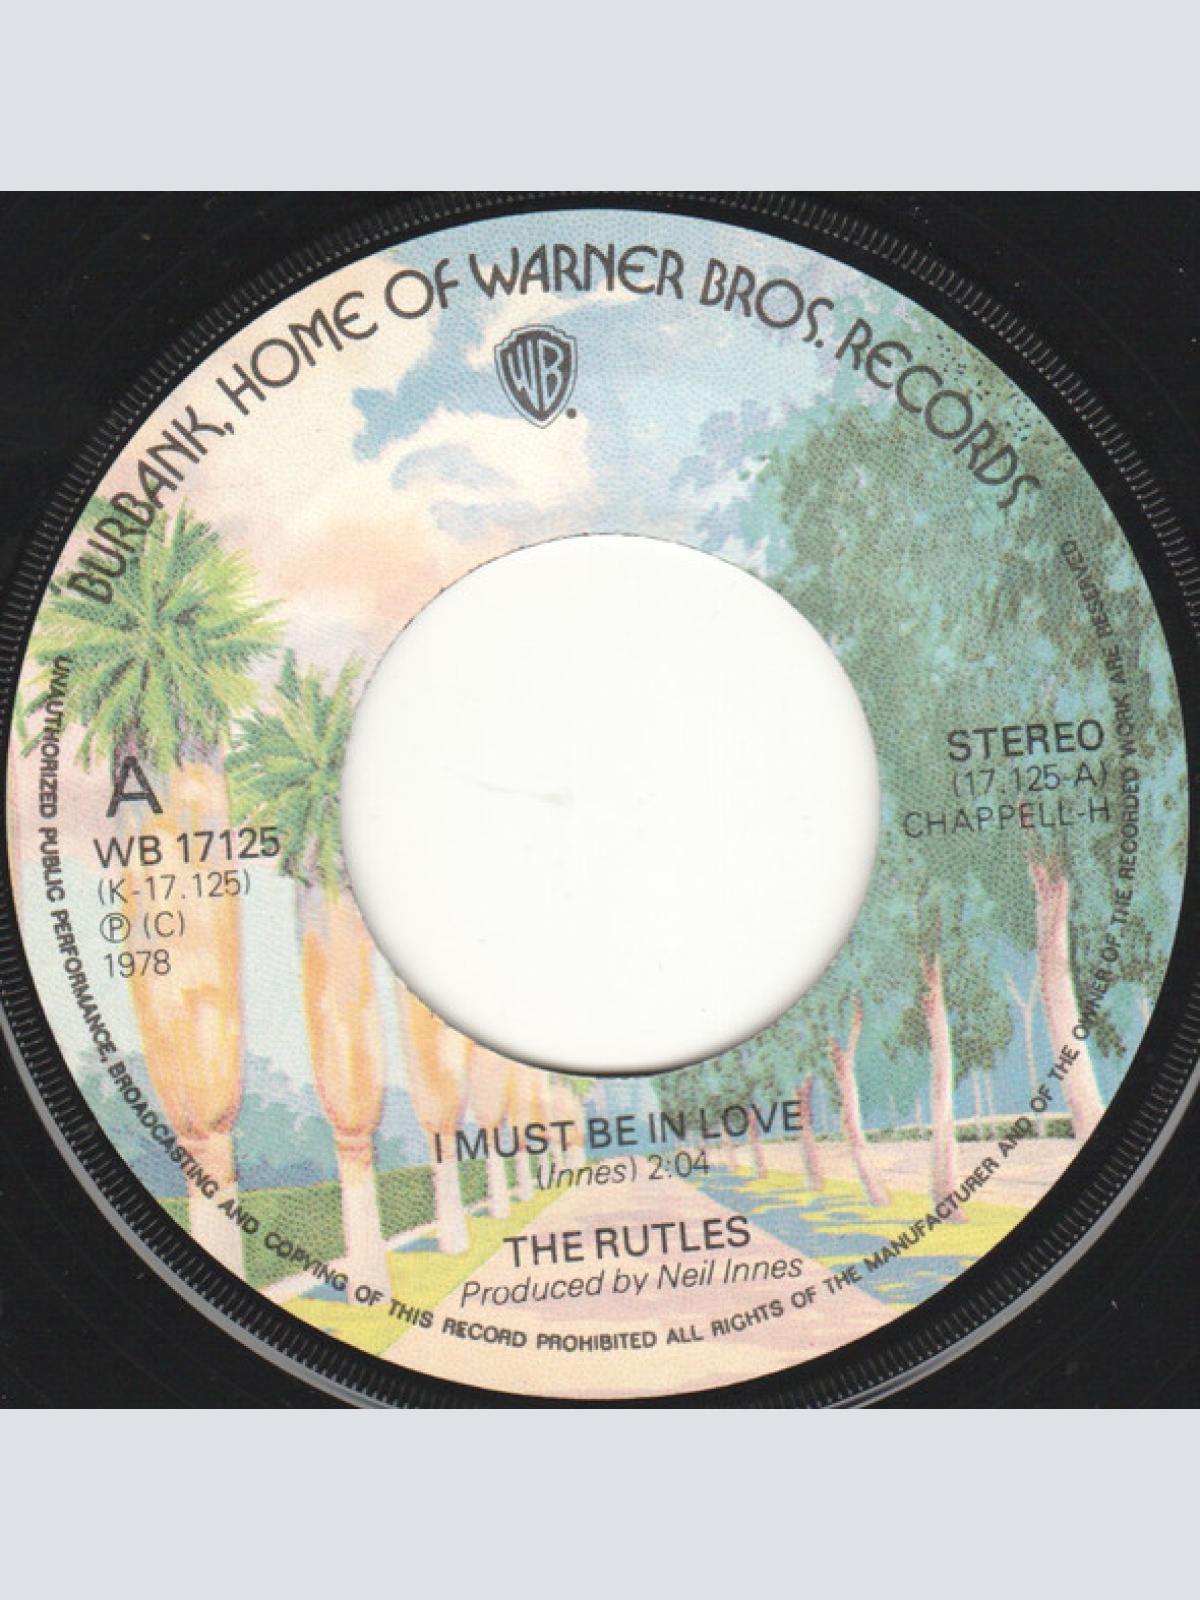 "BURBANK, HOME OF WARNER BROS. RECORDS
WB
A
WB 17125
(K-17.125)
Ⓟ (C)
1978
STEREO
(17.125-A)
CHAPPELL-H
I MUST BE IN LOVE
(Innes) 2:04
THE RUTLES
Produced by Neil Innes
UNAUTHORIZED PUBLIC PERFORMANCE, BROADCASTING AND COPYING OF THIS RECORD PROHIBITED ALL RIGHTS OF THE MANUFACTURER AND OF THE OWNER OF THE RECORDED WORK ARE RESERVED